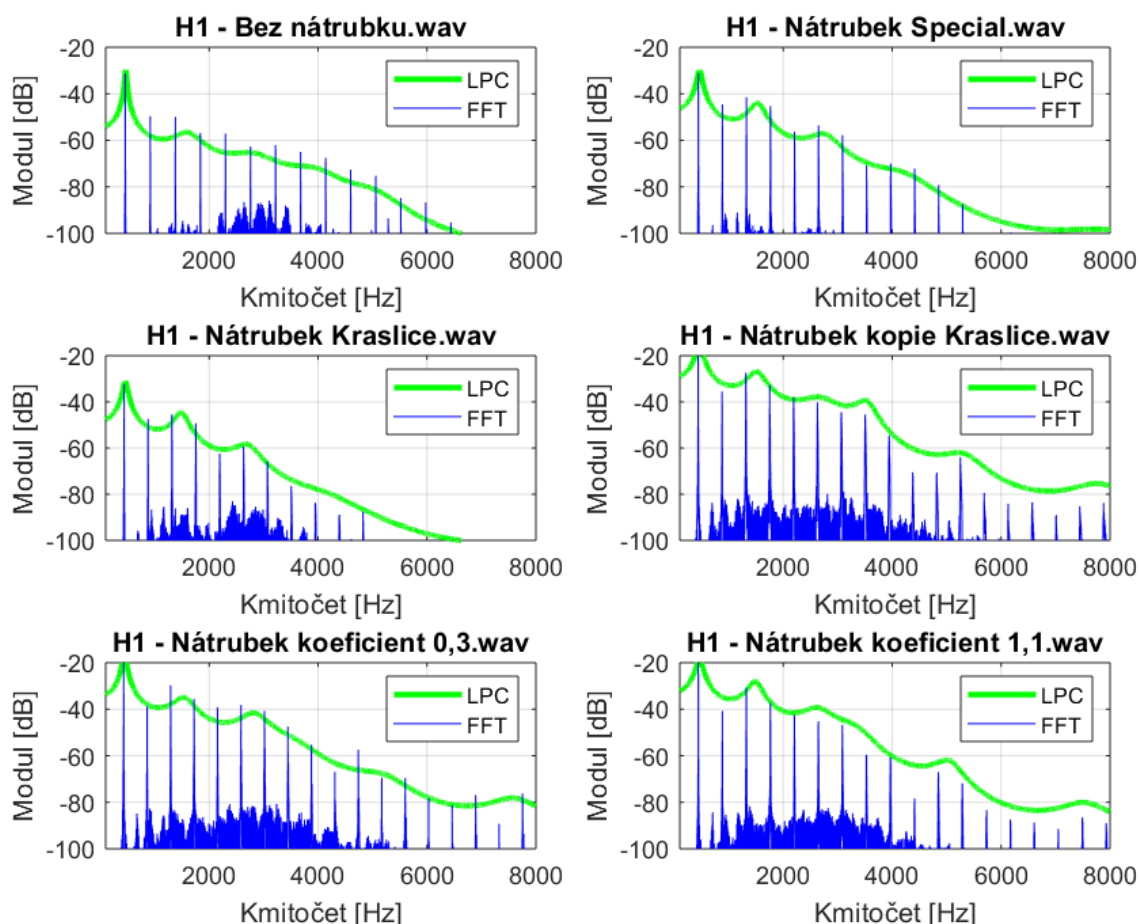 H1 - Bez nátrubku.wav
-20
-40
-60
-80
-100
Modul [dB]
LPC
FFT
2000 4000 6000 8000
Kmitočet [Hz]
H1 - Nátrubek Special.wav
-20
-40
-60
-80
-100
Modul [dB]
LPC
FFT
2000 4000 6000 8000
Kmitočet [Hz]
H1 - Nátrubek Kraslice.wav
-20
-40
-60
-80
-100
Modul [dB]
LPC
FFT
2000 4000 6000 8000
Kmitočet [Hz]
H1 - Nátrubek kopie Kraslice.wav
-20
-40
-60
-80
-100
Modul [dB]
LPC
FFT
2000 4000 6000 8000
Kmitočet [Hz]
H1 - Nátrubek koeficient 0,3.wav
-20
-40
-60
-80
-100
Modul [dB]
LPC
FFT
2000 4000 6000 8000
Kmitočet [Hz]
H1 - Nátrubek koeficient 1,1.wav
-20
-40
-60
-80
-100
Modul [dB]
LPC
FFT
2000 4000 6000 8000
Kmitočet [Hz]